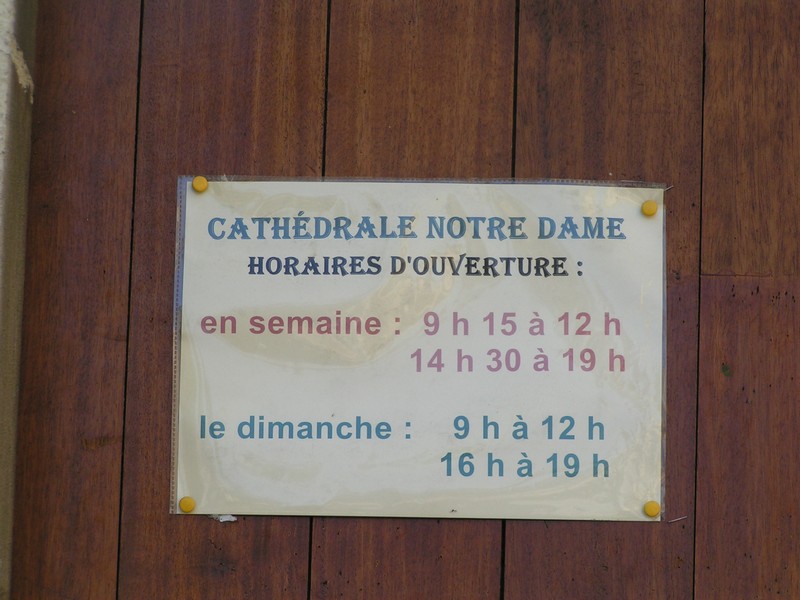 CATHÉDRALE NOTRE DAME
HORAIRES D'OUVERTURE :
en semaine : 9 h 15 à 12 h
14 h 30 à 19 h
le dimanche : 9 h à 12 h
16 h à 19 h